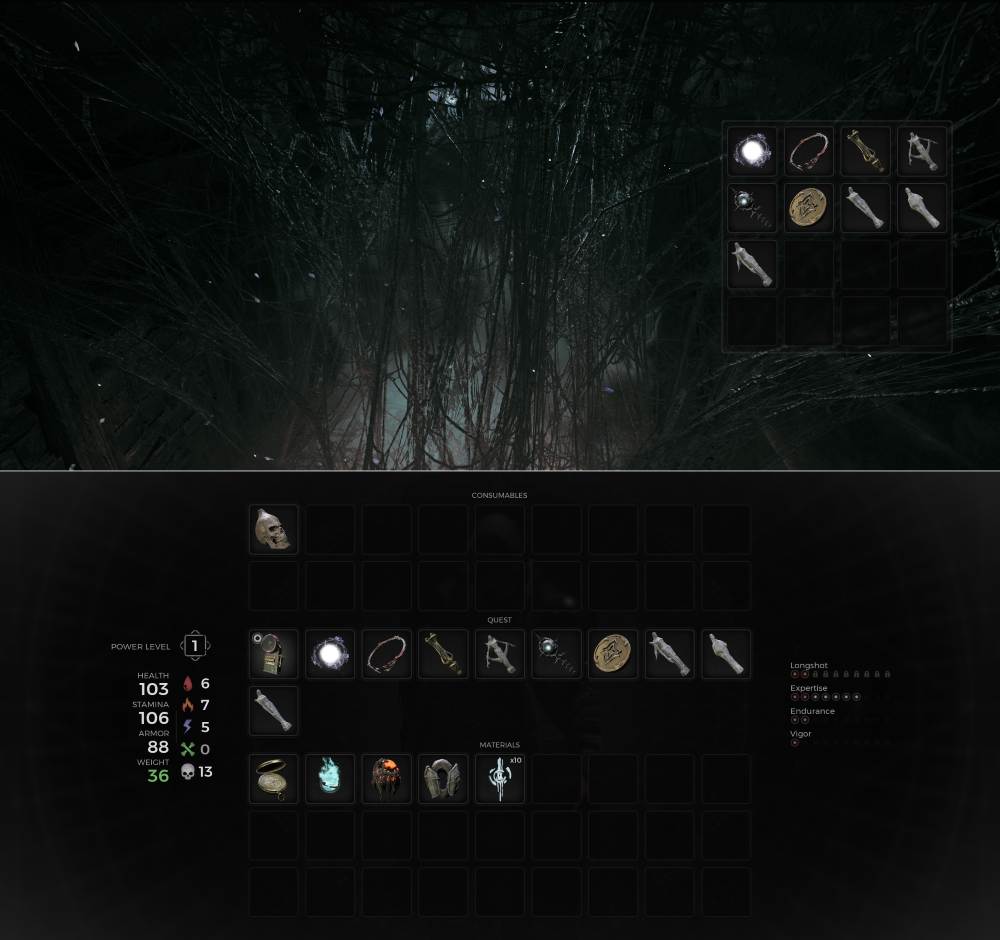 CONSUMABLES
QUEST
POWER LEVEL 1
HEALTH
103
6
STAMINA
106
7
ARMOR
88
5
0
WEIGHT
36
13
Longshot
Expertise
Endurance
Vigor
MATERIALS
x10